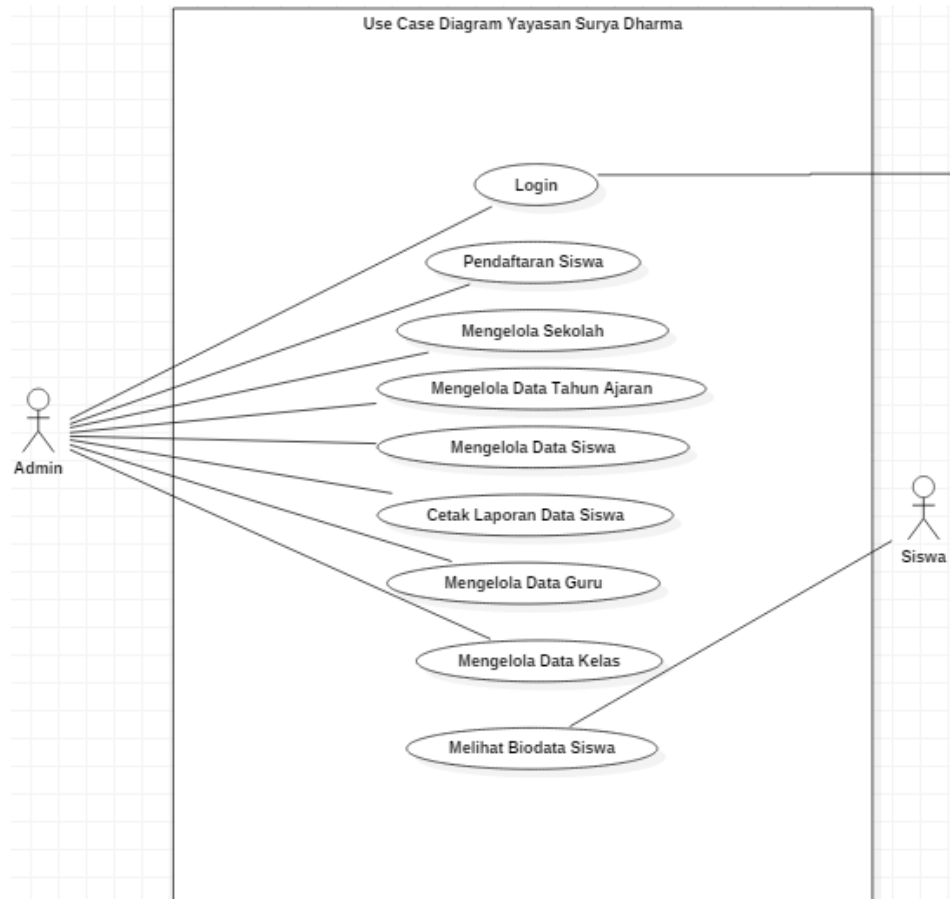 Use Case Diagram Yayasan Surya Dharma
Login
Pendaftaran Siswa
Mengelola Sekolah
Mengelola Data Tahun Ajaran
Mengelola Data Siswa
Admin
Cetak Laporan Data Siswa
Siswa
Mengelola Data Guru
Mengelola Data Kelas
Melihat Biodata Siswa